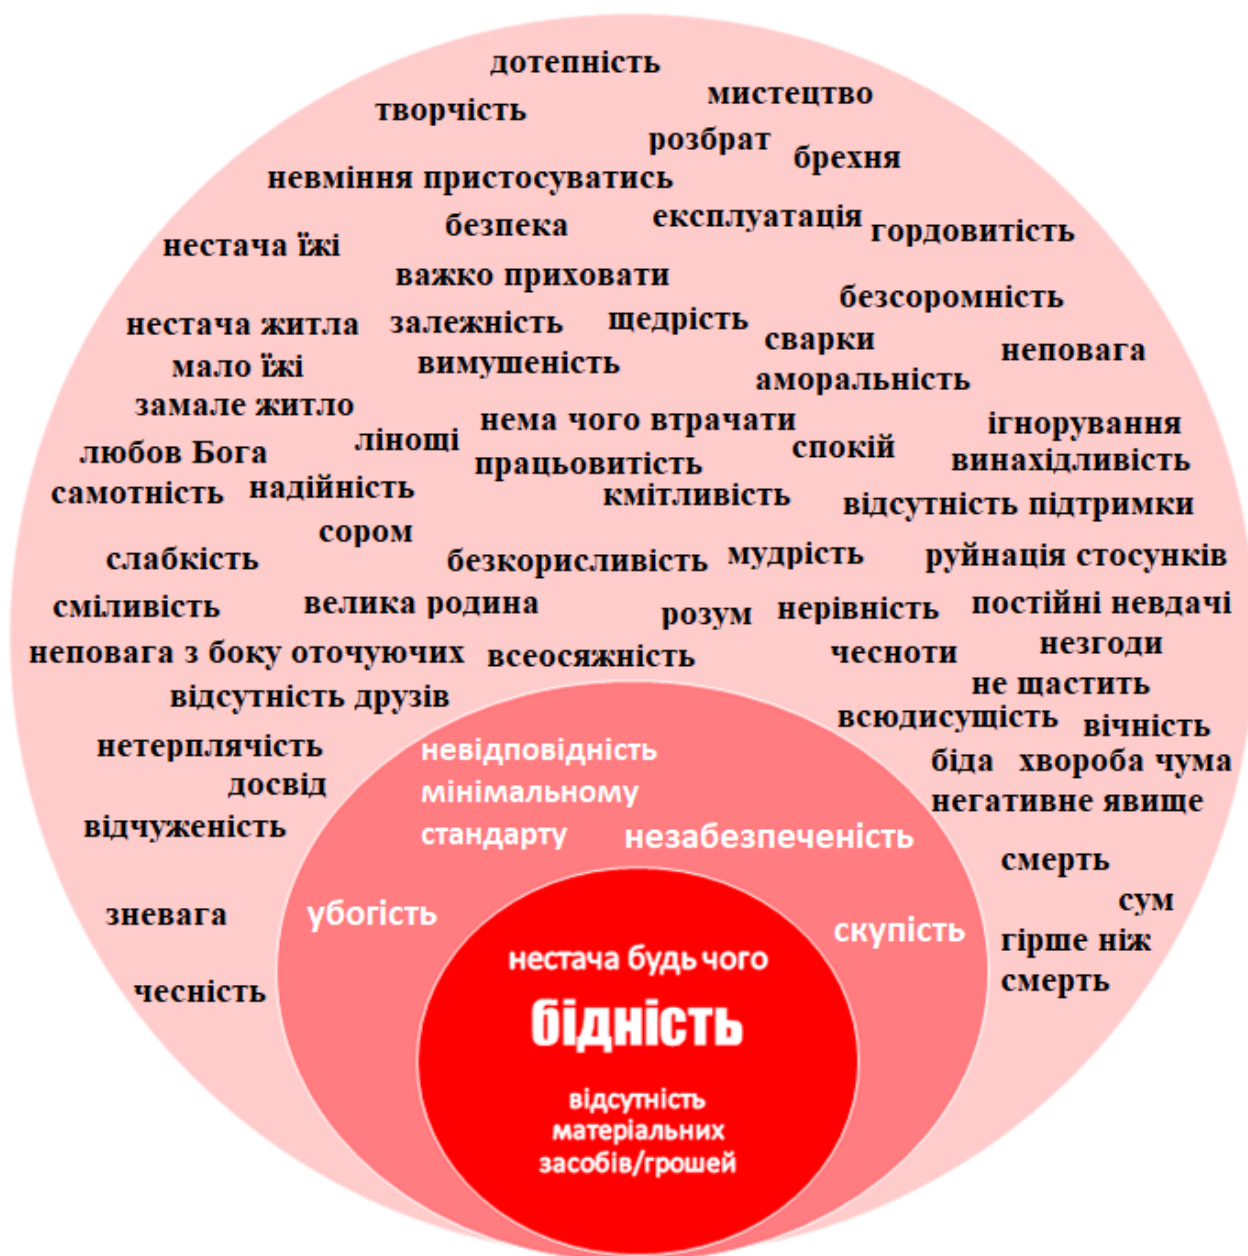 дотепність
творчість
мистецтво
розбрат
брехня
невміння пристосуватись
безпека
експлуатація
гордовитість
нестача їжі
важко приховати
безсоромність
нестача житла
залежність
щедрість
сварки
неповага
мало їжі
вимушеність
аморальність
замале житло
нема чого втрачати
ігнорування
лінощі
спокій
любов Бога
працьовитість
винахідливість
самотність
надійність
кмітливість
відсутність підтримки
сором
слабкість
безкорисливість
мудрість
руйнація стосунків
сміливість
велика родина
розум
нерівність
постійні невдачі
неповага з боку оточуючих
всеосяжність
чесноти
незгоди
відсутність друзів
не щастить
всюдисущість
вічність
нетерплячість
біда
хвороба чума
досвід
негативне явище
відчуженість
смерть
сум
зневага
гірше ніж
смерть
чесність
невідповідність
мінімальному
стандарту
незабезпеченість
убогість
скупість
нестача будь чого
бідність
відсутність
матеріальних
засобів/грошей